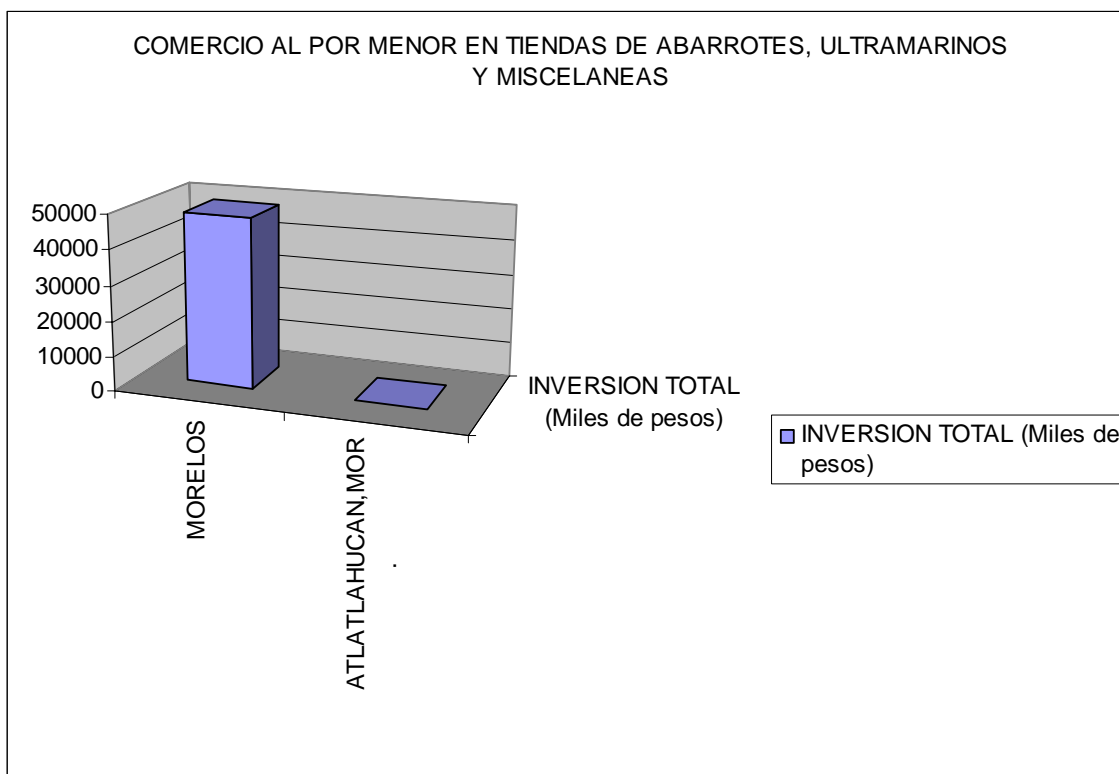 COMERCIO AL POR MENOR EN TIENDAS DE ABARROTES, ULTRAMARINOS
Y MISCELANEAS
50000
40000
30000
20000
10000
0
MORELOS
ATLATLAHUCAN,MOR
.
INVERSION TOTAL
(Miles de pesos)
INVERSION TOTAL (Miles de
pesos)